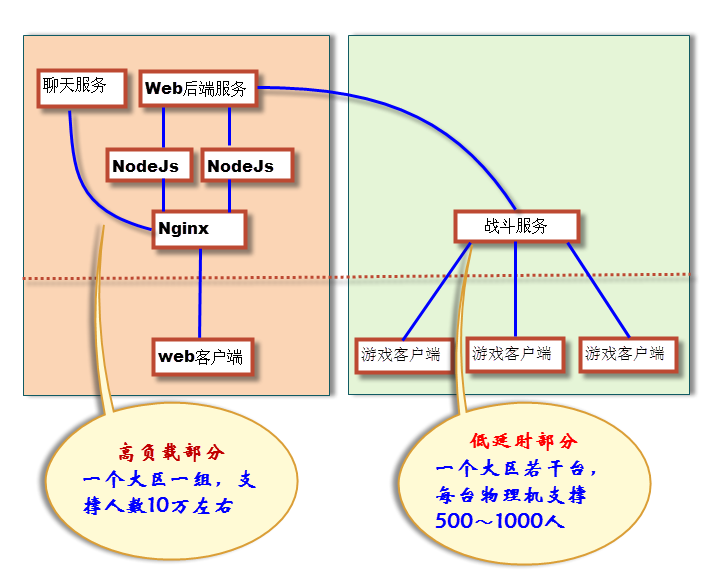 聊天服务
Web后端服务
NodeJs
NodeJs
Nginx
战斗服务
web客户端
游戏客户端
游戏客户端
游戏客户端
高负载部分
一个大区一组，支
撑人数10万左右
低延时部分
一个大区若干台，
每台物理机支撑
500～1000人